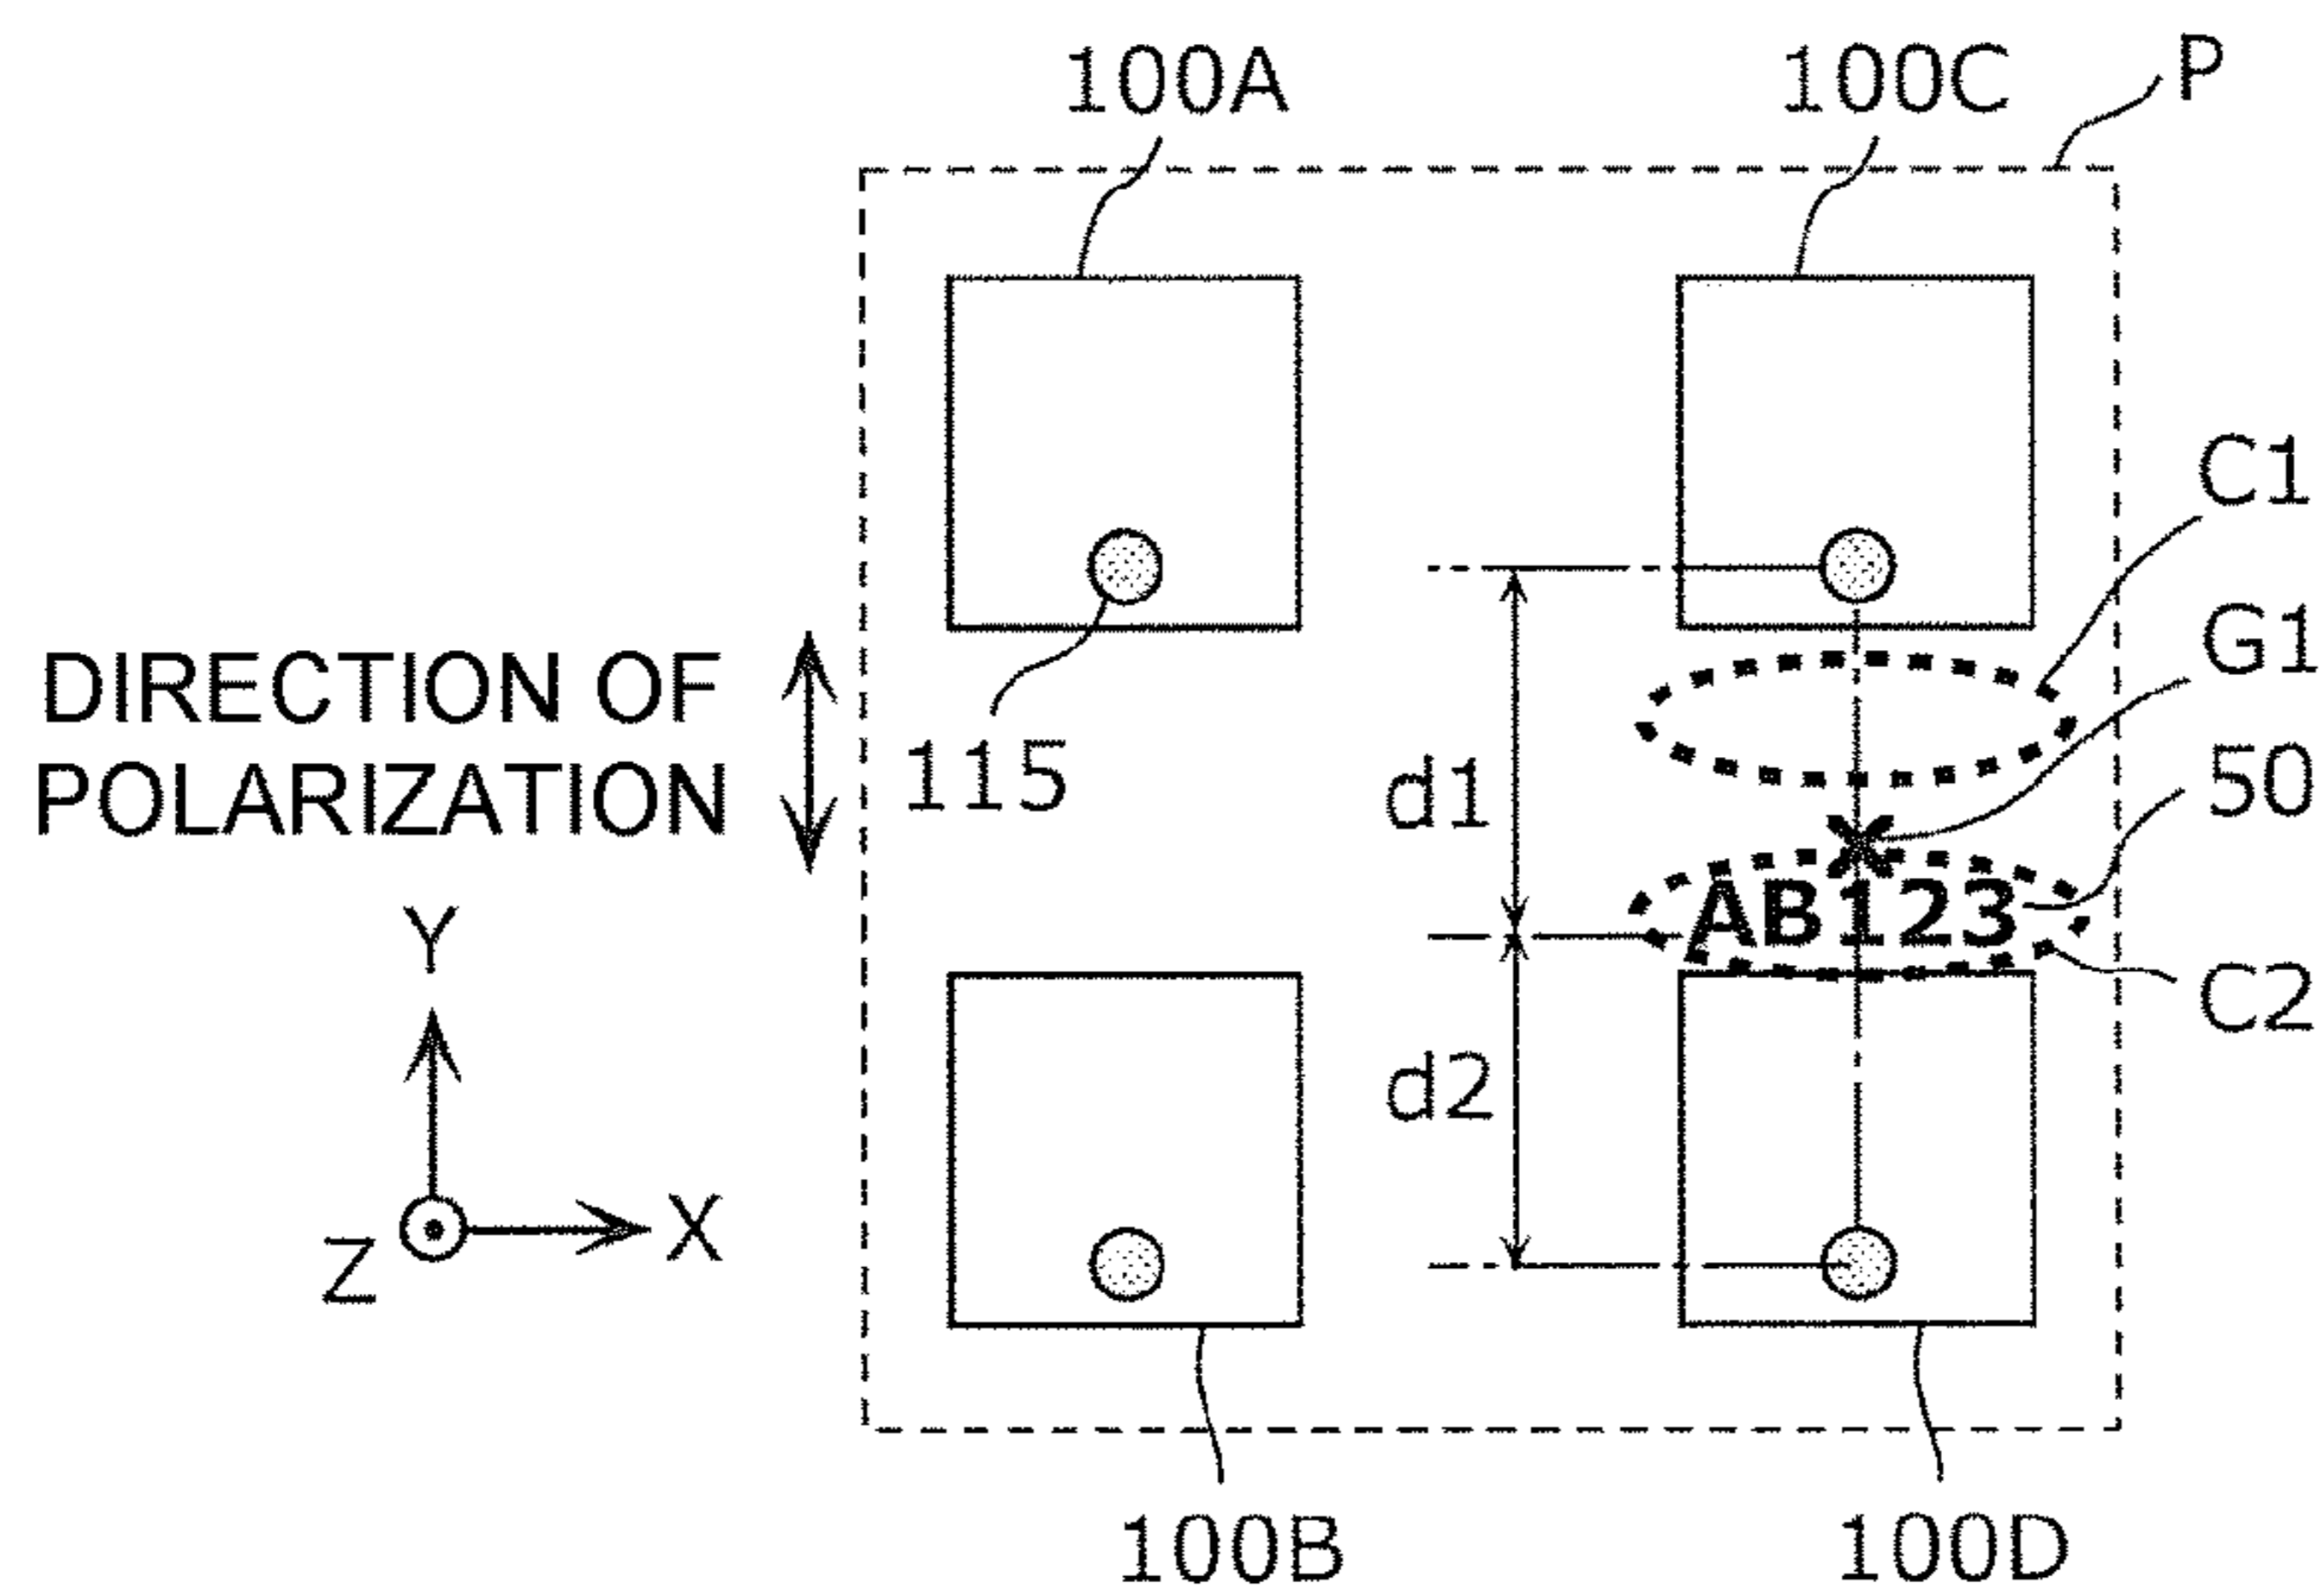 100A
100C
P
C1
G1
DIRECTION OF
POLARIZATION
115
d1
50
AB123
Y
C2
d2
X
Z
100B
100D